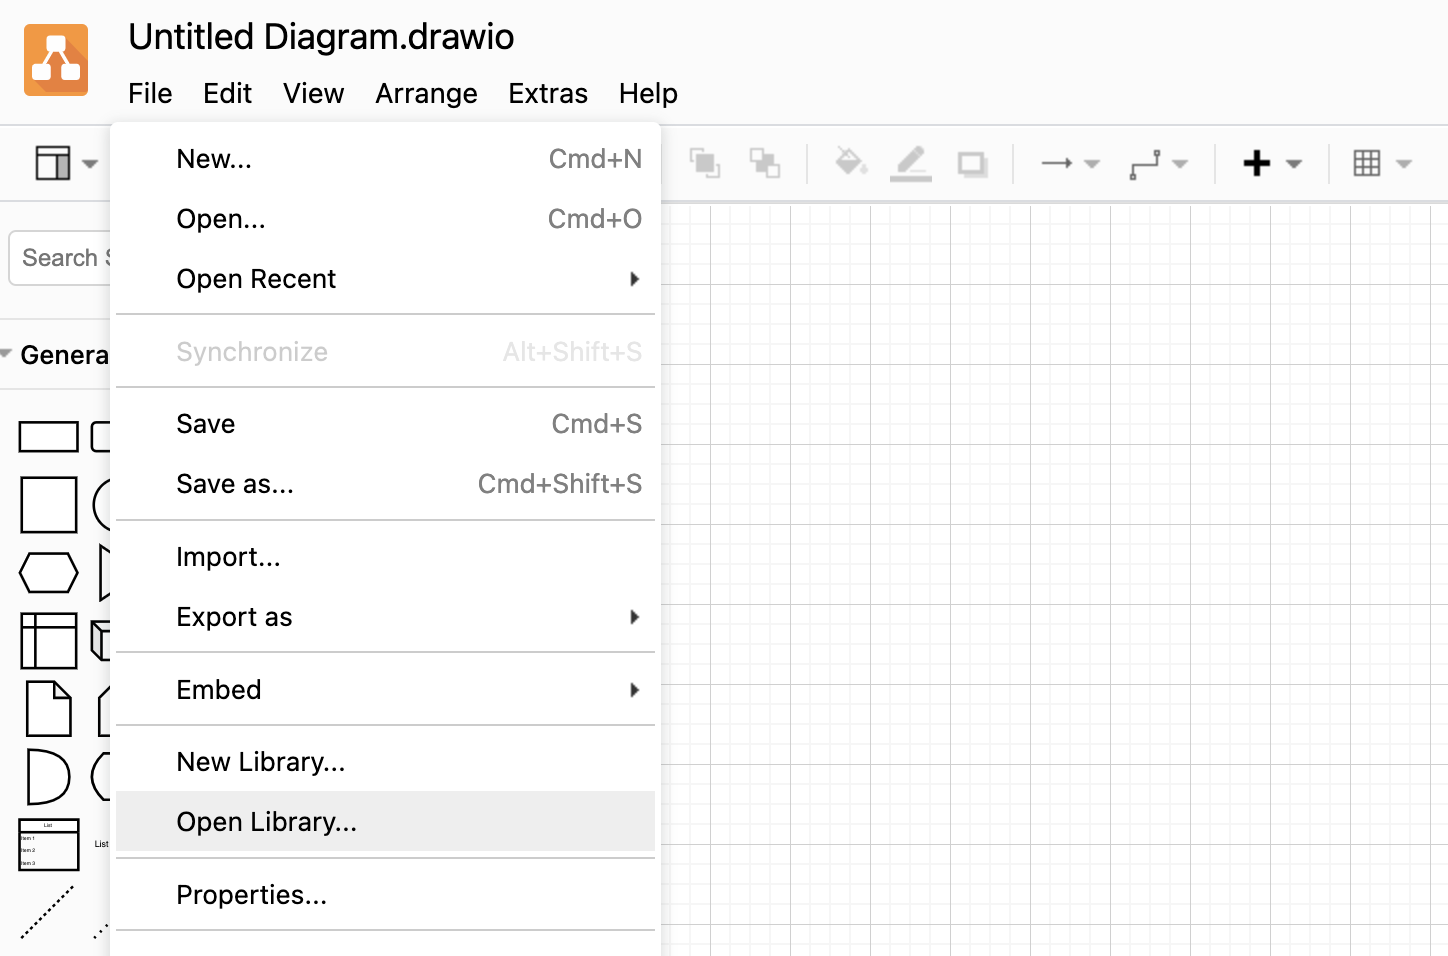 Untitled Diagram.drawio
File Edit View Arrange Extras Help
New... Cmd+N
Open... Cmd+O
Search
Open Recent
Synchronize Alt+Shift+S
Genera
Save Cmd+S
Save as... Cmd+Shift+S
Import...
Export as
Embed
New Library...
Open Library...
List
Item 1
List
Item 2
Item 3
Properties...